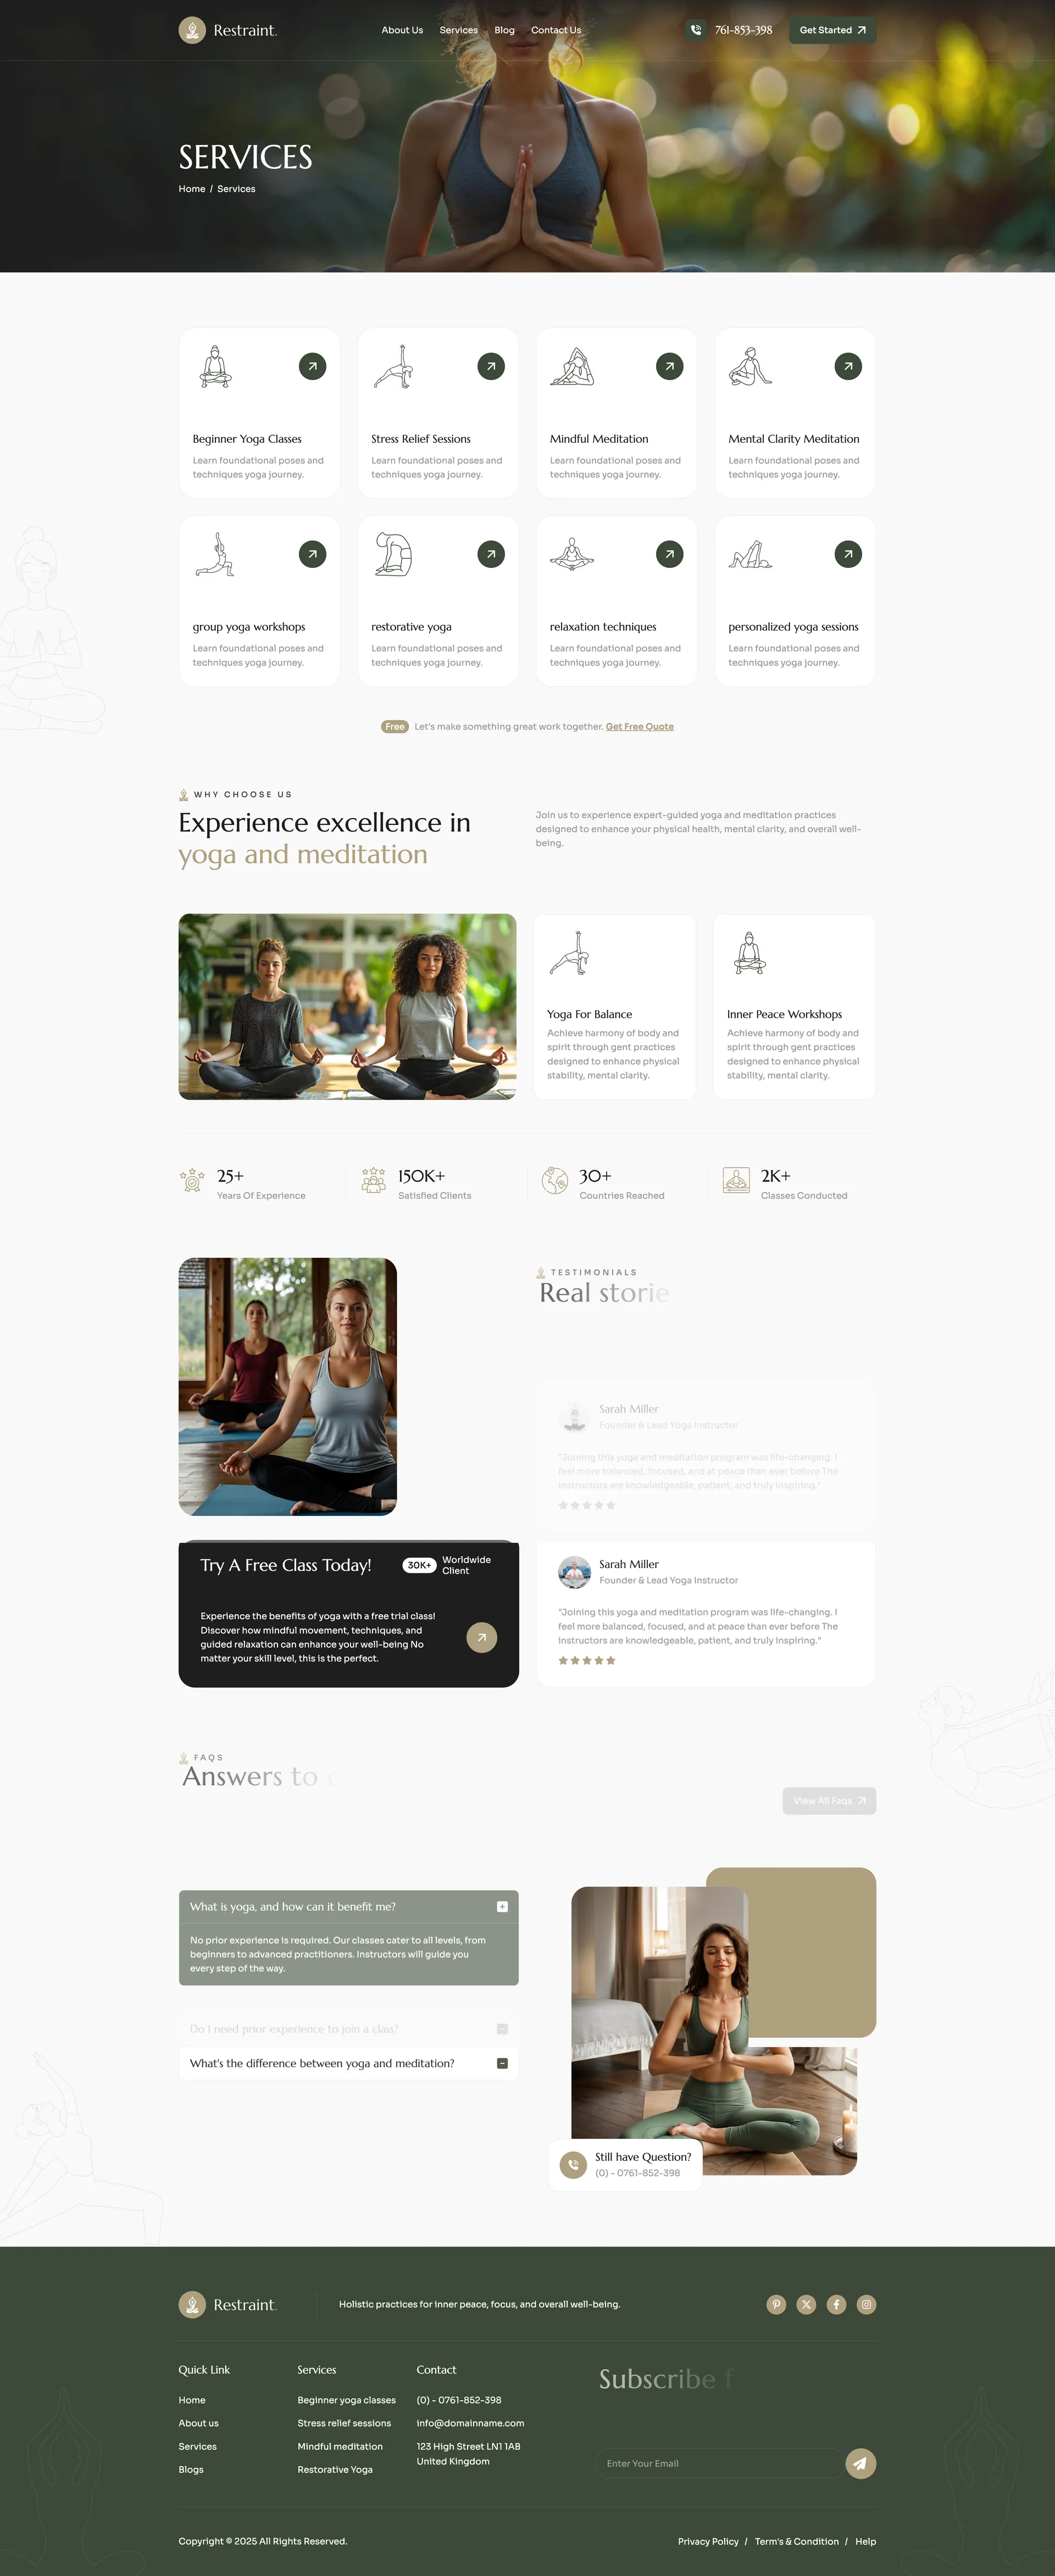 Restraint.
About Us
Services
Blog
Contact Us
761-853-398
Get Started
SERVICES
Home / Services
Beginner Yoga Classes
Learn foundational poses and
techniques yoga journey.
Stress Relief Sessions
Learn foundational poses and
techniques yoga journey.
Mindful Meditation
Learn foundational poses and
techniques yoga journey.
Mental Clarity Meditation
Learn foundational poses and
techniques yoga journey.
group yoga workshops
Learn foundational poses and
techniques yoga journey.
restorative yoga
Learn foundational poses and
techniques yoga journey.
relaxation techniques
Learn foundational poses and
techniques yoga journey.
personalized yoga sessions
Learn foundational poses and
techniques yoga journey.
Free Let's make something great work together. Get Free Quote
WHY CHOOSE US
Experience excellence in
yoga and meditation
Join us to experience expert-guided yoga and meditation practices
designed to enhance your physical health, mental clarity, and overall well-
being.
Yoga For Balance
Achieve harmony of body and
spirit through gent practices
designed to enhance physical
stability, mental clarity.
Inner Peace Workshops
Achieve harmony of body and
spirit through gent practices
designed to enhance physical
stability, mental clarity.
25+
Years Of Experience
150K+
Satisfied Clients
30+
Countries Reached
2K+
Classes Conducted
TESTIMONIALS
Real storie
Sarah Miller
Founder & Lead Yoga Instructor
"Joining this yoga and meditation program was life-changing. I
feel more balanced, focused, and at peace than ever before The
instructors are knowledgeable, patient, and truly inspiring."
Try A Free Class Today!
30K+
Worldwide
Client
Experience the benefits of yoga with a free trial class!
Discover how mindful movement, techniques, and
guided relaxation can enhance your well-being No
matter your skill level, this is the perfect.
Sarah Miller
Founder & Lead Yoga Instructor
"Joining this yoga and meditation program was life-changing. I
feel more balanced, focused, and at peace than ever before The
instructors are knowledgeable, patient, and truly inspiring."
FAQS
Answers to c
View All Faqs
What is yoga, and how can it benefit me?
No prior experience is required. Our classes cater to all levels, from
beginners to advanced practitioners. Instructors will guide you
every step of the way.
Do I need prior experience to join a class?
What's the difference between yoga and meditation?
Still have Question?
(0) - 0761-852-398
Restraint.
Holistic practices for inner peace, focus, and overall well-being.
Quick Link
Home
About us
Services
Blogs
Services
Beginner yoga classes
Stress relief sessions
Mindful meditation
Restorative Yoga
Contact
(0) - 0761-852-398
info@domainname.com
123 High Street LN1 1AB
United Kingdom
Subscribe f
Enter Your Email
Copyright © 2025 All Rights Reserved.
Privacy Policy / Term's & Condition / Help